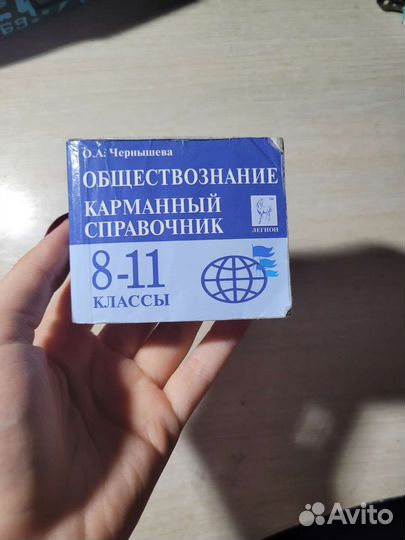 О.А. Чернышева
ОБЩЕСТВОЗНАНИЕ
КАРМАННЫЙ
СПРАВОЧНИК
ЛЕГИОН
8-11
КЛАССЫ
Avito